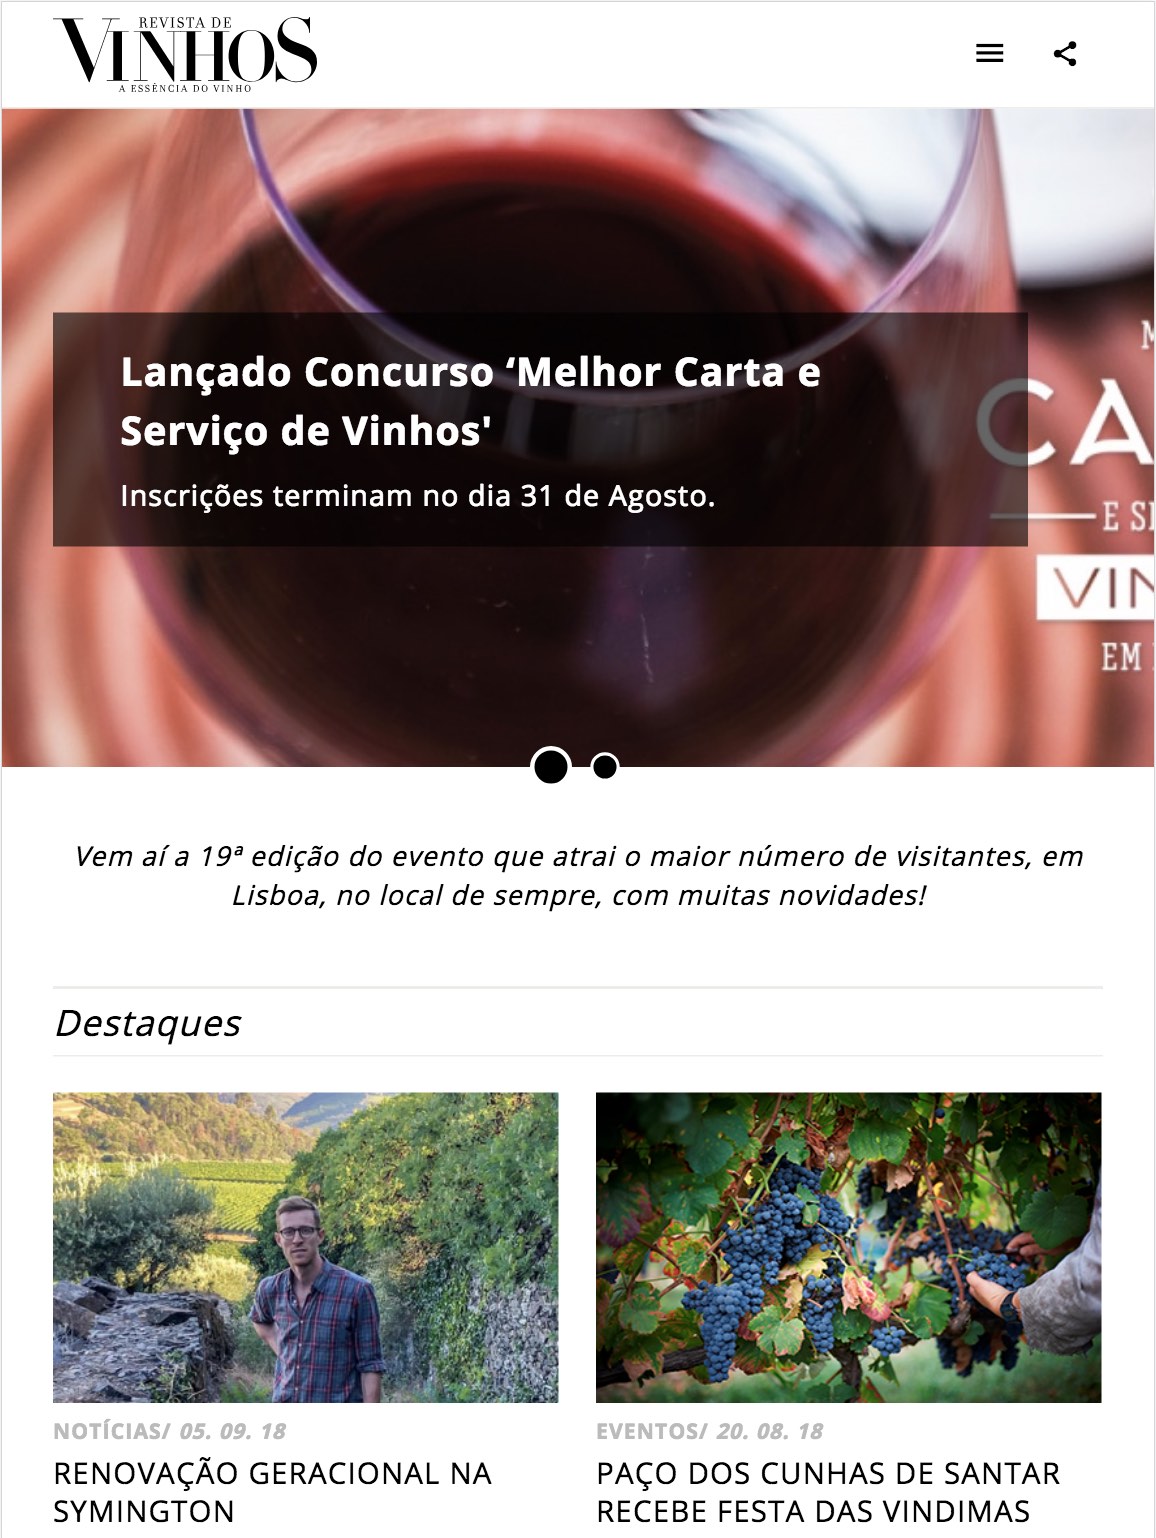 REVISTA DE
VINHOS
A ESSÊNCIA DO VINHO
Lançado Concurso ‘Melhor Carta e
Serviço de Vinhos'
Inscrições terminam no dia 31 de Agosto.
CA
E
VIN
EM
Vem aí a 19ª edição do evento que atrai o maior número de visitantes, em
Lisboa, no local de sempre, com muitas novidades!
Destaques
NOTÍCIAS/ 05. 09. 18
RENOVAÇÃO GERACIONAL NA
SYMINGTON
EVENTOS/ 20. 08. 18
PAÇO DOS CUNHAS DE SANTAR
RECEBE FESTA DAS VINDIMAS